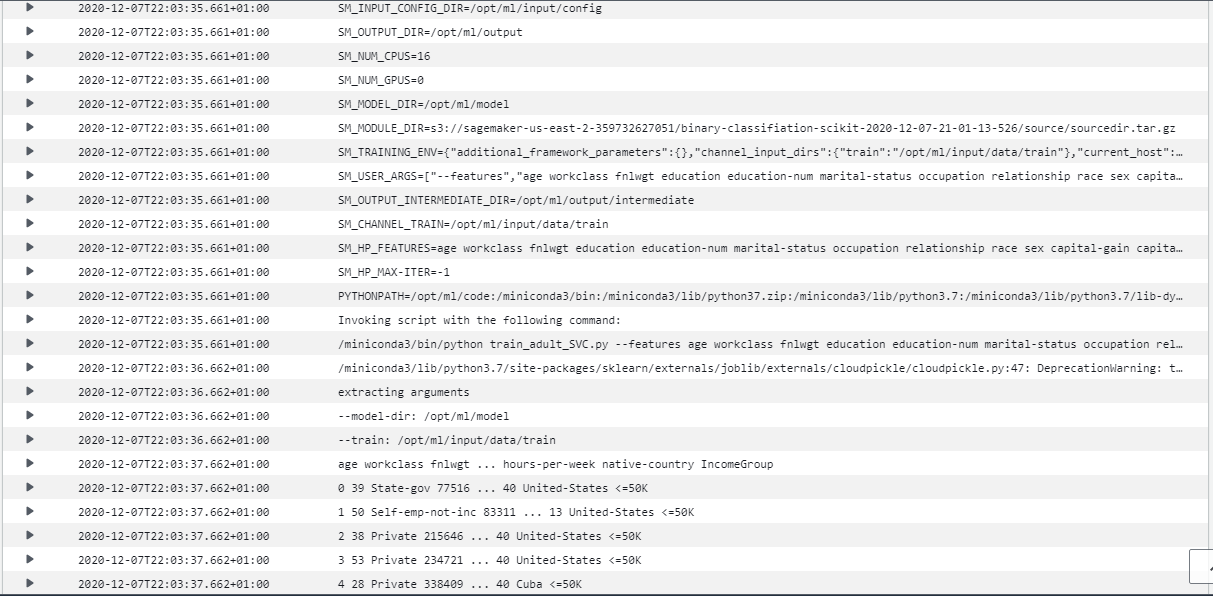 2020-12-07T22:03:35.661+01:00 SM_INPUT_CONFIG_DIR=/opt/ml/input/config
2020-12-07T22:03:35.661+01:00 SM_OUTPUT_DIR=/opt/ml/output
2020-12-07T22:03:35.661+01:00 SM_NUM_CPUS=16
2020-12-07T22:03:35.661+01:00 SM_NUM_GPUS=0
2020-12-07T22:03:35.661+01:00 SM_MODEL_DIR=/opt/ml/model
2020-12-07T22:03:35.661+01:00 SM_MODULE_DIR=s3://sagemaker-us-east-2-359732627051/binary-classifiation-scikit-2020-12-07-21-01-13-526/source/sourcedir.tar.gz
2020-12-07T22:03:35.661+01:00 SM_TRAINING_ENV={"additional_framework_parameters":{},"channel_input_dirs":{"train":"/opt/ml/input/data/train"},"current_host":…
2020-12-07T22:03:35.661+01:00 SM_USER_ARGS=["--features","age workclass fnlwgt education education-num marital-status occupation relationship race sex capita…
2020-12-07T22:03:35.661+01:00 SM_OUTPUT_INTERMEDIATE_DIR=/opt/ml/output/intermediate
2020-12-07T22:03:35.661+01:00 SM_CHANNEL_TRAIN=/opt/ml/input/data/train
2020-12-07T22:03:35.661+01:00 SM_HP_FEATURES=age workclass fnlwgt education education-num marital-status occupation relationship race sex capital-gain capita…
2020-12-07T22:03:35.661+01:00 SM_HP_MAX-ITER=-1
2020-12-07T22:03:35.661+01:00 PYTHONPATH=/opt/ml/code:/miniconda3/bin:/miniconda3/lib/python37.zip:/miniconda3/lib/python3.7:/miniconda3/lib/python3.7/lib-dy…
2020-12-07T22:03:35.661+01:00 Invoking script with the following command:
2020-12-07T22:03:35.661+01:00 /miniconda3/bin/python train_adult_SVC.py --features age workclass fnlwgt education education-num marital-status occupation rel…
2020-12-07T22:03:36.662+01:00 /miniconda3/lib/python3.7/site-packages/sklearn/externals/joblib/externals/cloudpickle/cloudpickle.py:47: DeprecationWarning: t…
2020-12-07T22:03:36.662+01:00 extracting arguments
2020-12-07T22:03:36.662+01:00 --model-dir: /opt/ml/model
2020-12-07T22:03:36.662+01:00 --train: /opt/ml/input/data/train
2020-12-07T22:03:37.662+01:00 age workclass fnlwgt ... hours-per-week native-country IncomeGroup
2020-12-07T22:03:37.662+01:00 0 39 State-gov 77516 ... 40 United-States <=50K
2020-12-07T22:03:37.662+01:00 1 50 Self-emp-not-inc 83311 ... 13 United-States <=50K
2020-12-07T22:03:37.662+01:00 2 38 Private 215646 ... 40 United-States <=50K
2020-12-07T22:03:37.662+01:00 3 53 Private 234721 ... 40 United-States <=50K
2020-12-07T22:03:37.662+01:00 4 28 Private 338409 ... 40 Cuba <=50K